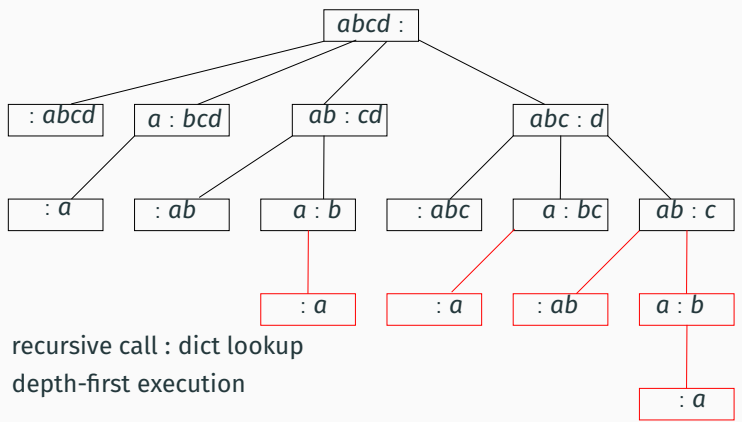 abcd :
: abcd
a : bcd
ab : cd
abc : d
: a
: ab
a : b
: abc
a : bc
ab : c
: a
: a
: ab
a : b
recursive call : dict lookup
depth-first execution
: a